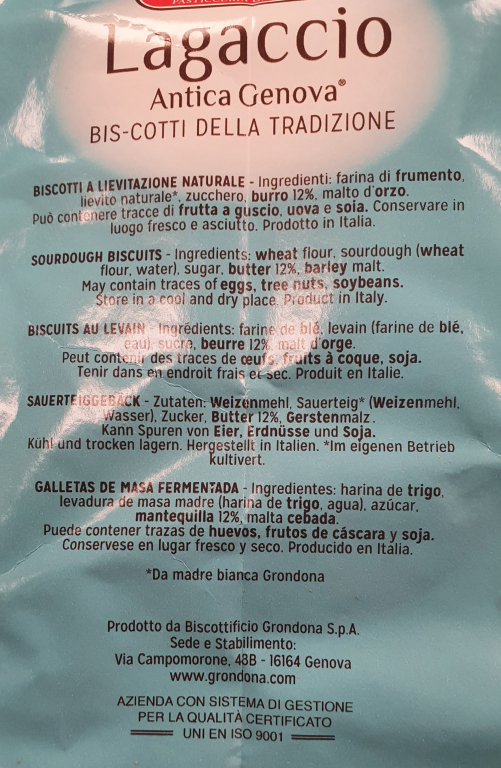 Lagaccio
Antica Genova®
BIS-COTTI DELLA TRADIZIONE
BISCOTTI A LIEVITAZIONE NATURALE - Ingredienti: farina di frumento,
lievito naturale*, zucchero, burro 12%, malto d'orzo.
Può contenere tracce di frutta a guscio, uova e soia. Conservare in
luogo fresco e asciutto. Prodotto in Italia.
SOURDOUGH BISCUITS - Ingredients: wheat flour, sourdough (wheat
flour, water), sugar, butter 12%, barley malt.
May contain traces of eggs, tree nuts, soybeans.
Store in a cool and dry place. Product in Italy.
BISCUITS AU LEVAIN - Ingrédients: farine de blé, levain (farine de blé,
eau), sucre, beurre 12%, malt d'orge.
Peut contenir des traces de œufs, fruits à coque, soja.
Tenir dans en endroit frais et sec. Produit en Italie.
SAUERTEIGGEBÄCK - Zutaten: Weizenmehl, Sauerteig* (Weizenmehl,
Wasser), Zucker, Butter 12%, Gerstenmalz.
Kann Spuren von Eier, Erdnüsse und Soja.
Kühl und trocken lagern. Hergestellt in Italien. *Im eigenen Betrieb
kultivert.
GALLETAS DE MASA FERMENTADA - Ingredientes: harina de trigo,
levadura de masa madre (harina de trigo, agua), azúcar,
mantequilla 12%, malta cebada.
Puede contener trazas de huevos, frutos de cáscara y soja.
Conservese en lugar fresco y seco. Producido en Italia.
*Da madre bianca Grondona
Prodotto da Biscottificio Grondona S.p.A.
Sede e Stabilimento:
Via Campomorone, 48B - 16164 Genova
www.grondona.com
AZIENDA CON SISTEMA DI GESTIONE
PER LA QUALITÀ CERTIFICATO
UNI EN ISO 9001